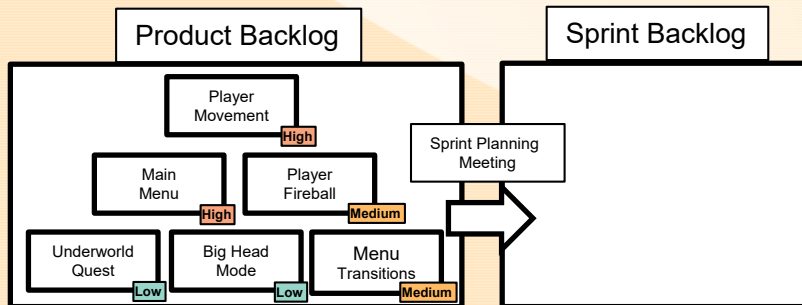 Product Backlog
Sprint Backlog
Player
Movement
High
Sprint Planning
Meeting
Main
Menu
High
Player
Fireball
Medium
Underworld
Quest
Low
Big Head
Mode
Low
Menu
Transitions
Medium